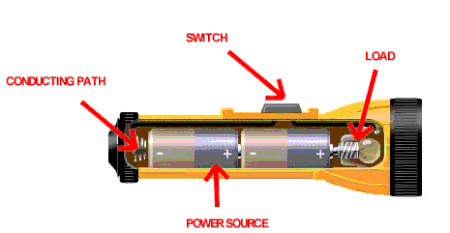 SWITCH
LOAD
CONDUCTING PATH
- + - +
POWER SOURCE